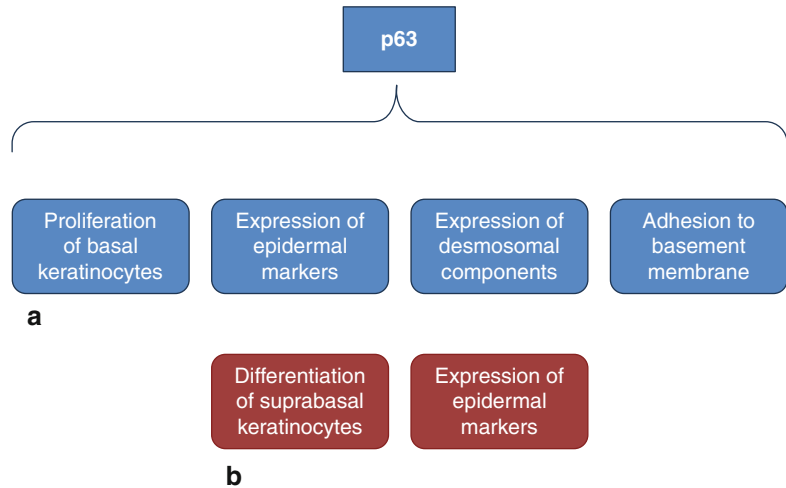 p63
Proliferation
of basal
keratinocytes
Expression of
epidermal
markers
Expression of
desmosomal
components
Adhesion to
basement
membrane
a
Differentiation
of suprabasal
keratinocytes
Expression of
epidermal
markers
b